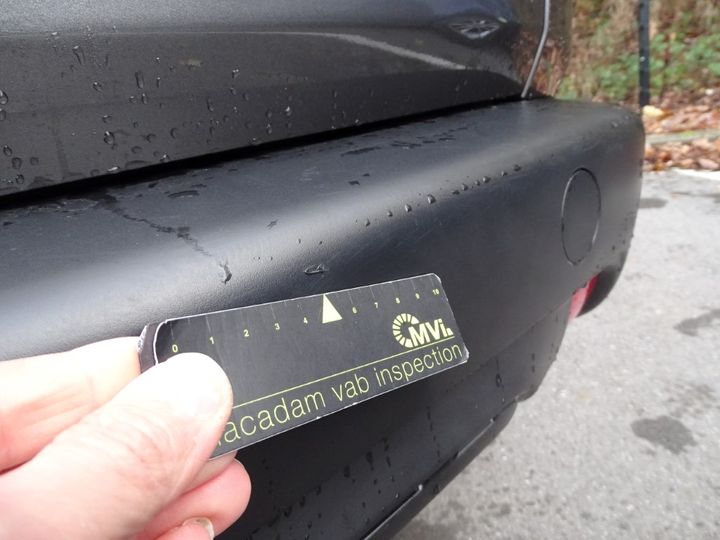 0 1 2 3 4 6 7 8 9 10
MVi
acadam vab inspection